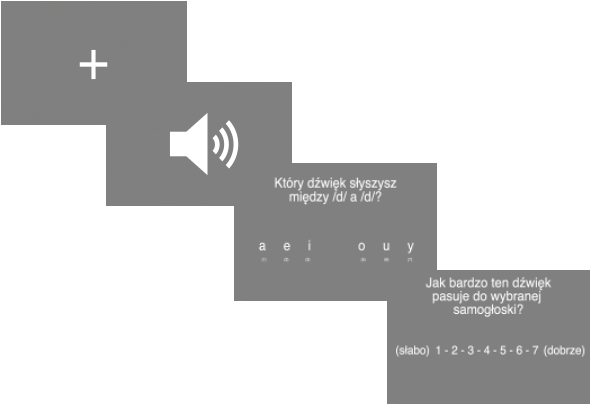 Który dźwięk słyszysz
między /d/ a /d/?
a e i o u y
Jak bardzo ten dźwięk
pasuje do wybranej
samogłoski?
(słabo) 1 - 2 - 3 - 4 - 5 - 6 - 7 (dobrze)